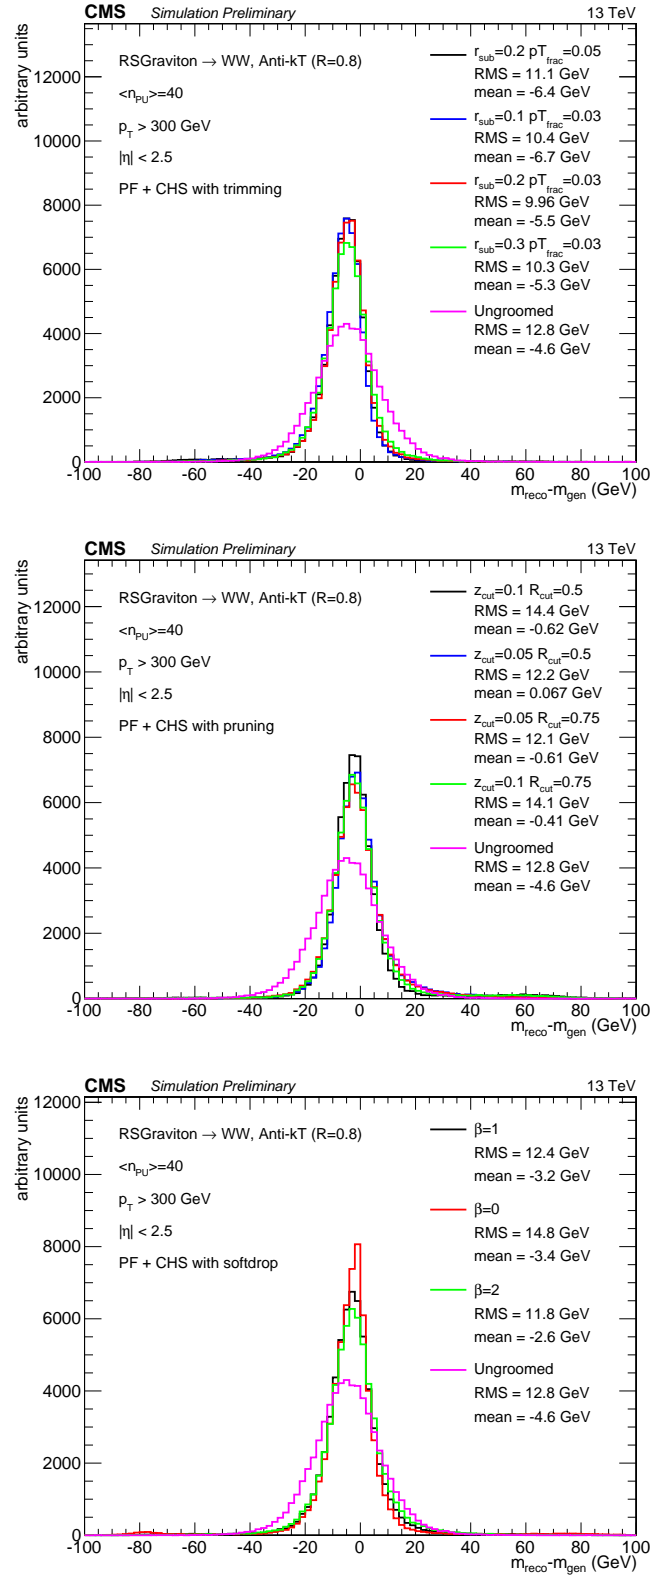 CMS Simulation Preliminary 13 TeV
arbitrary units
12000
10000
8000
6000
4000
2000
0
RSGraviton → WW, Anti-kT (R=0.8)
<n_PU>>=40
p_T > 300 GeV
|η| < 2.5
PF + CHS with trimming
r_sub=0.2 pT_frac=0.05
RMS = 11.1 GeV
mean = -6.4 GeV
r_sub=0.1 pT_frac=0.03
RMS = 10.4 GeV
mean = -6.7 GeV
r_sub=0.2 pT_frac=0.03
RMS = 9.96 GeV
mean = -5.5 GeV
r_sub=0.3 pT_frac=0.03
RMS = 10.3 GeV
mean = -5.3 GeV
Ungroomed
RMS = 12.8 GeV
mean = -4.6 GeV
-100 -80 -60 -40 -20 0 20 40 60 80 100
m_reco-m_gen (GeV)
CMS Simulation Preliminary 13 TeV
arbitrary units
12000
10000
8000
6000
4000
2000
0
RSGraviton → WW, Anti-kT (R=0.8)
<n_PU>>=40
p_T > 300 GeV
|η| < 2.5
PF + CHS with pruning
z_cut=0.1 R_cut=0.5
RMS = 14.4 GeV
mean = -0.62 GeV
z_cut=0.05 R_cut=0.5
RMS = 12.2 GeV
mean = 0.067 GeV
z_cut=0.05 R_cut=0.75
RMS = 12.1 GeV
mean = -0.61 GeV
z_cut=0.1 R_cut=0.75
RMS = 14.1 GeV
mean = -0.41 GeV
Ungroomed
RMS = 12.8 GeV
mean = -4.6 GeV
-100 -80 -60 -40 -20 0 20 40 60 80 100
m_reco-m_gen (GeV)
CMS Simulation Preliminary 13 TeV
arbitrary units
12000
10000
8000
6000
4000
2000
0
RSGraviton → WW, Anti-kT (R=0.8)
<n_PU>>=40
p_T > 300 GeV
|η| < 2.5
PF + CHS with softdrop
β=1
RMS = 12.4 GeV
mean = -3.2 GeV
β=0
RMS = 14.8 GeV
mean = -3.4 GeV
β=2
RMS = 11.8 GeV
mean = -2.6 GeV
Ungroomed
RMS = 12.8 GeV
mean = -4.6 GeV
-100 -80 -60 -40 -20 0 20 40 60 80 100
m_reco-m_gen (GeV)